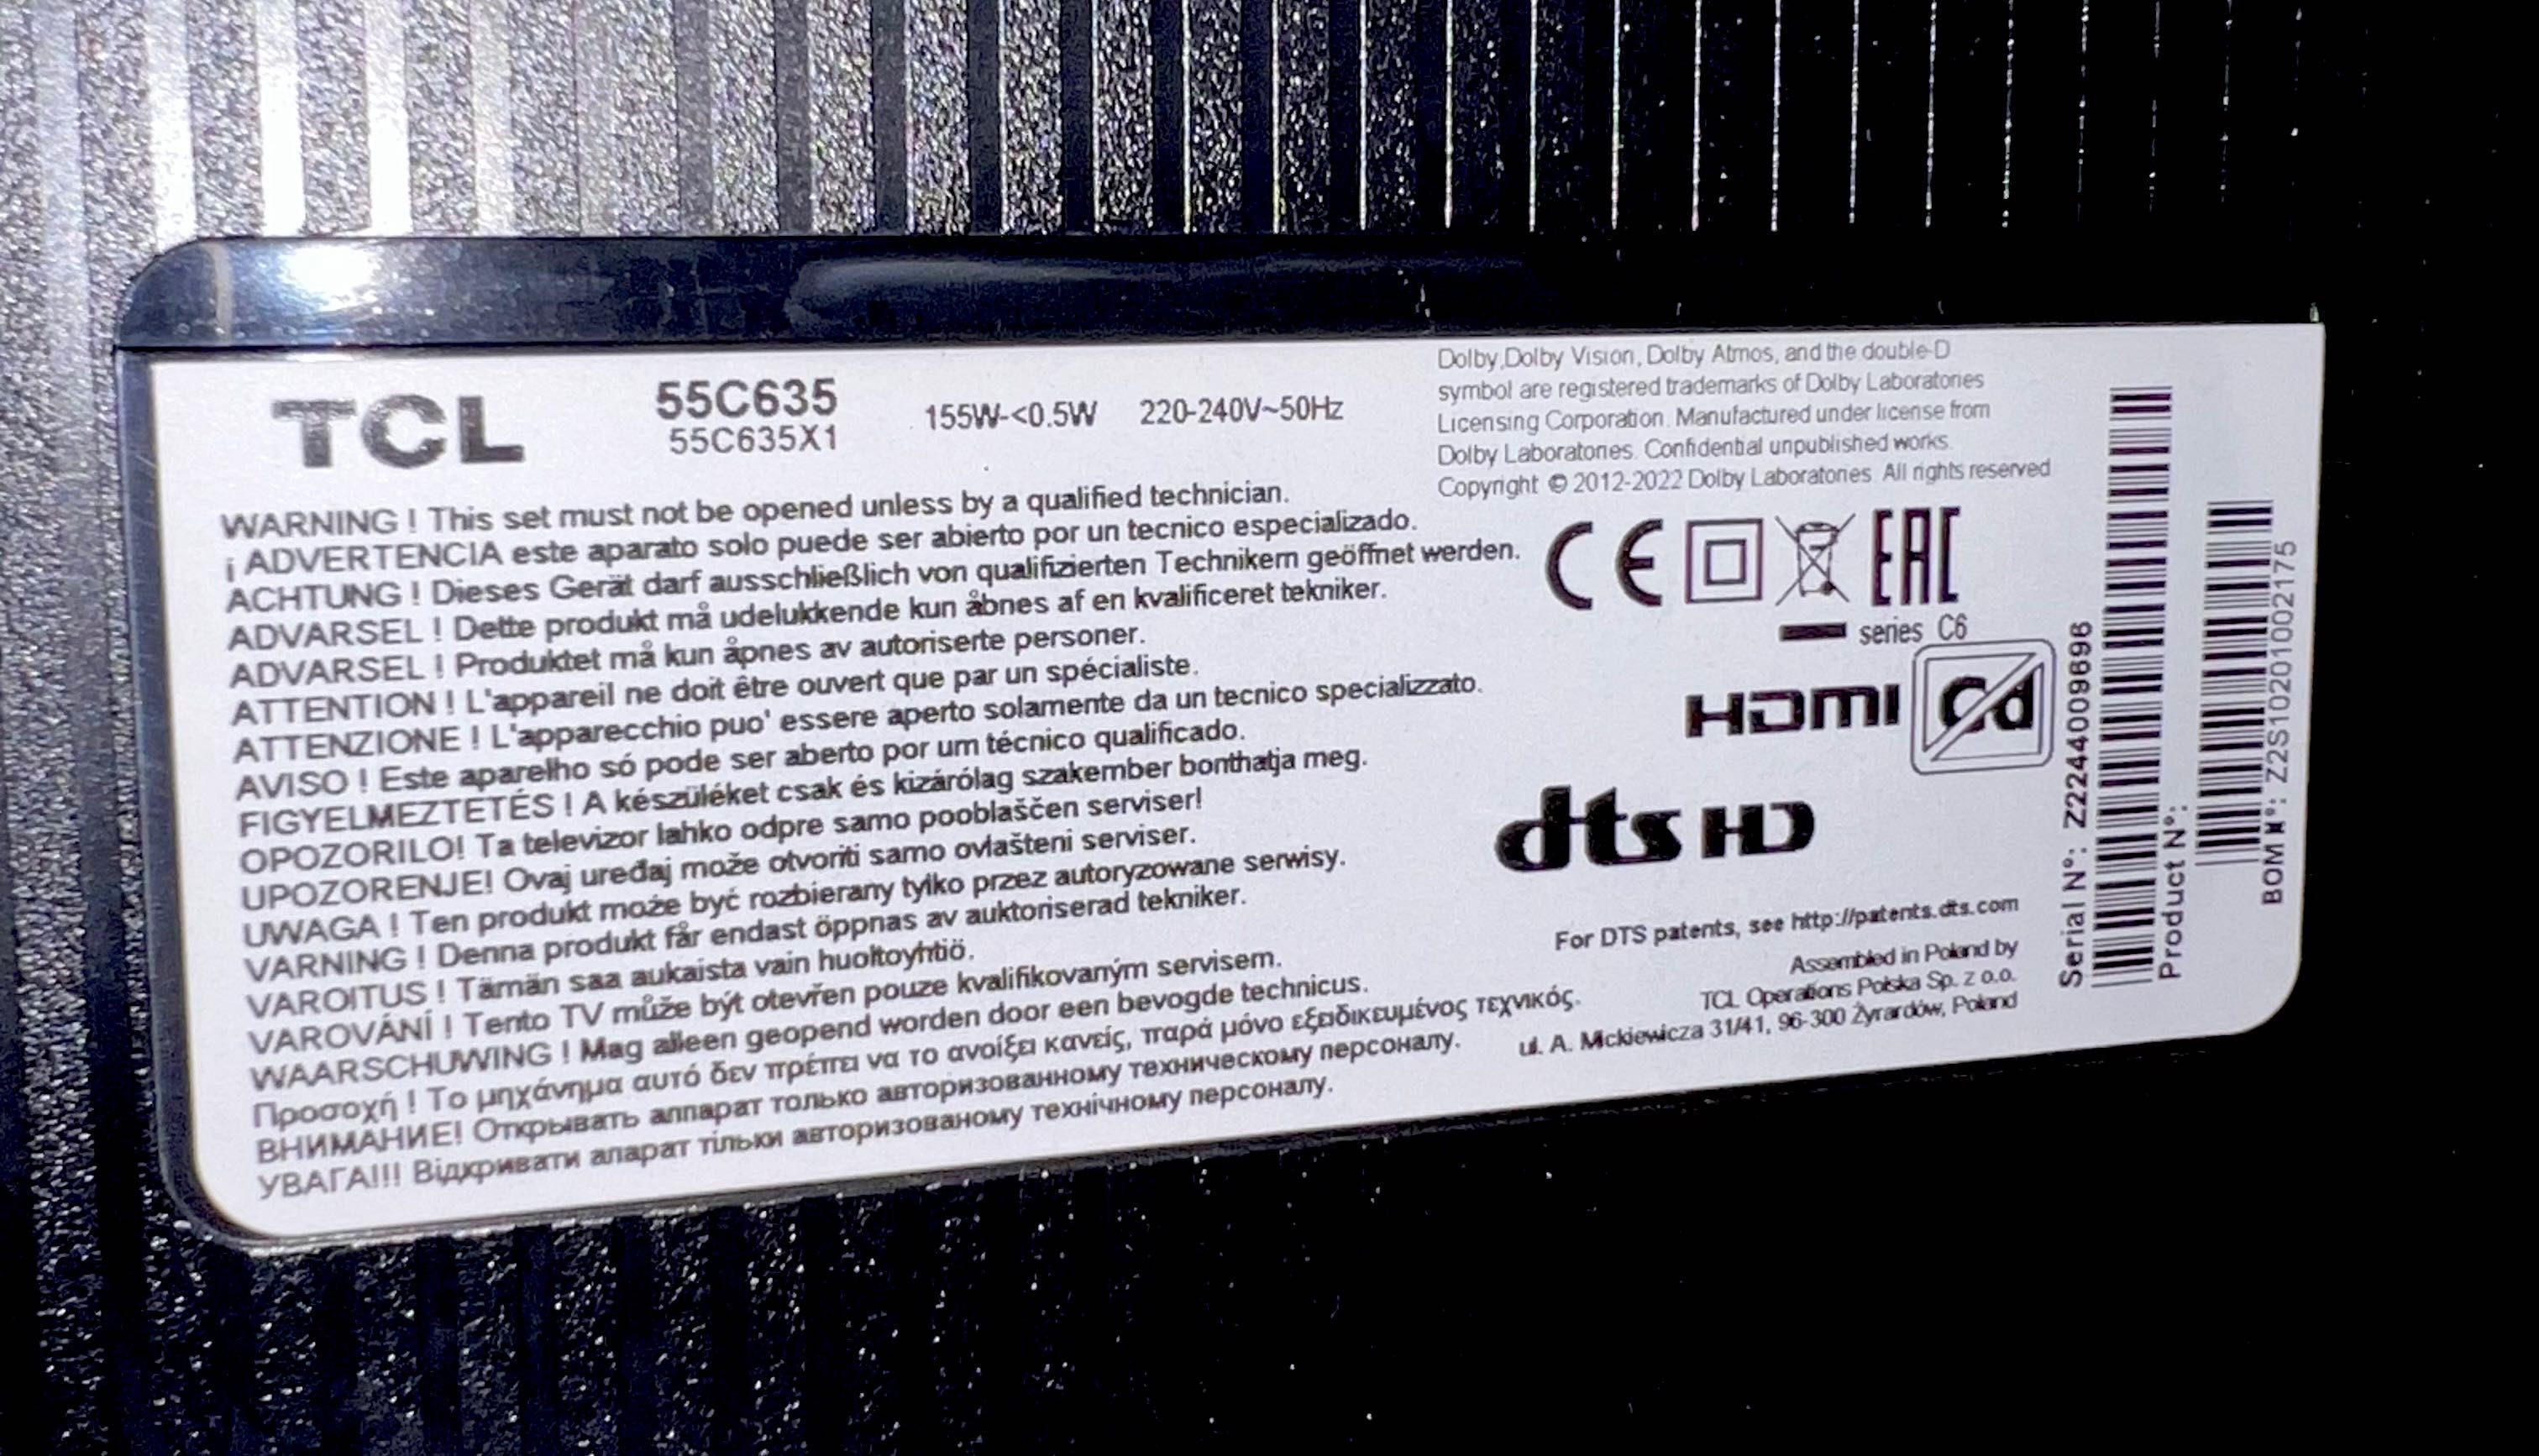 TCL
55C635
55C635X1
155W-<0.5W 220-240V~50Hz
Dolby,Dolby Vision, Dolby Atmos, and the double-D
symbol are registered trademarks of Dolby Laboratories
Licensing Corporation. Manufactured under license from
Dolby Laboratories. Confidential unpublished works.
Copyright © 2012-2022 Dolby Laboratories. All rights reserved
WARNING ! This set must not be opened unless by a qualified technician.
¡ ADVERTENCIA este aparato solo puede ser abierto por un tecnico especializado.
ACHTUNG ! Dieses Gerät darf ausschließlich von qualifizierten Technikern geöffnet werden.
ADVARSEL ! Dette produkt må udelukkende kun åbnes af en kvalificeret tekniker.
ADVARSEL ! Produktet må kun åpnes av autoriserte personer.
ATTENTION ! L'appareil ne doit être ouvert que par un spécialiste.
ATTENZIONE ! L'apparecchio puo' essere aperto solamente da un tecnico specializzato.
AVISO ! Este aparelho só pode ser aberto por um técnico qualificado.
FIGYELMEZTETÉS ! A készüléket csak és kizárólag szakember bonthatja meg.
OPOZORILO! Ta televizor lahko odpre samo pooblaščen serviser!
UPOZORENJE! Ovaj uređaj može otvoriti samo ovlašteni serviser.
UWAGA ! Ten produkt może być rozbierany tylko przez autoryzowane serwisy.
VARNING ! Denna produkt får endast öppnas av auktoriserad tekniker.
VAROITUS ! Tämän saa aukaista vain huoltoyhtiö.
VAROVÁNÍ ! Tento TV může být otevřen pouze kvalifikovaným servisem.
WAARSCHUWING ! Mag alleen geopend worden door een bevogde technicus.
Προσοχή ! Το μηχάνημα αυτό δεν πρέπει να το ανοίξει κανείς, παρά μόνο εξειδικευμένος τεχνικός.
ВНИМАНИЕ! Открывать аппарат только авторизованному техническому персоналу.
УВАГА!!! Відкривати апарат тільки авторизованому технічному персоналу.
CE EAC
series C6
HDMI Cd
dts HD
For DTS patents, see http://patents.dts.com
Assembled in Poland by
TCL Operations Polska Sp. z o.o.
ul. A. Mickiewicza 31/41, 96-300 Żyrardów, Poland
Serial N°: Z2244009696
Product N°:
BOM N°: Z2S10201002175